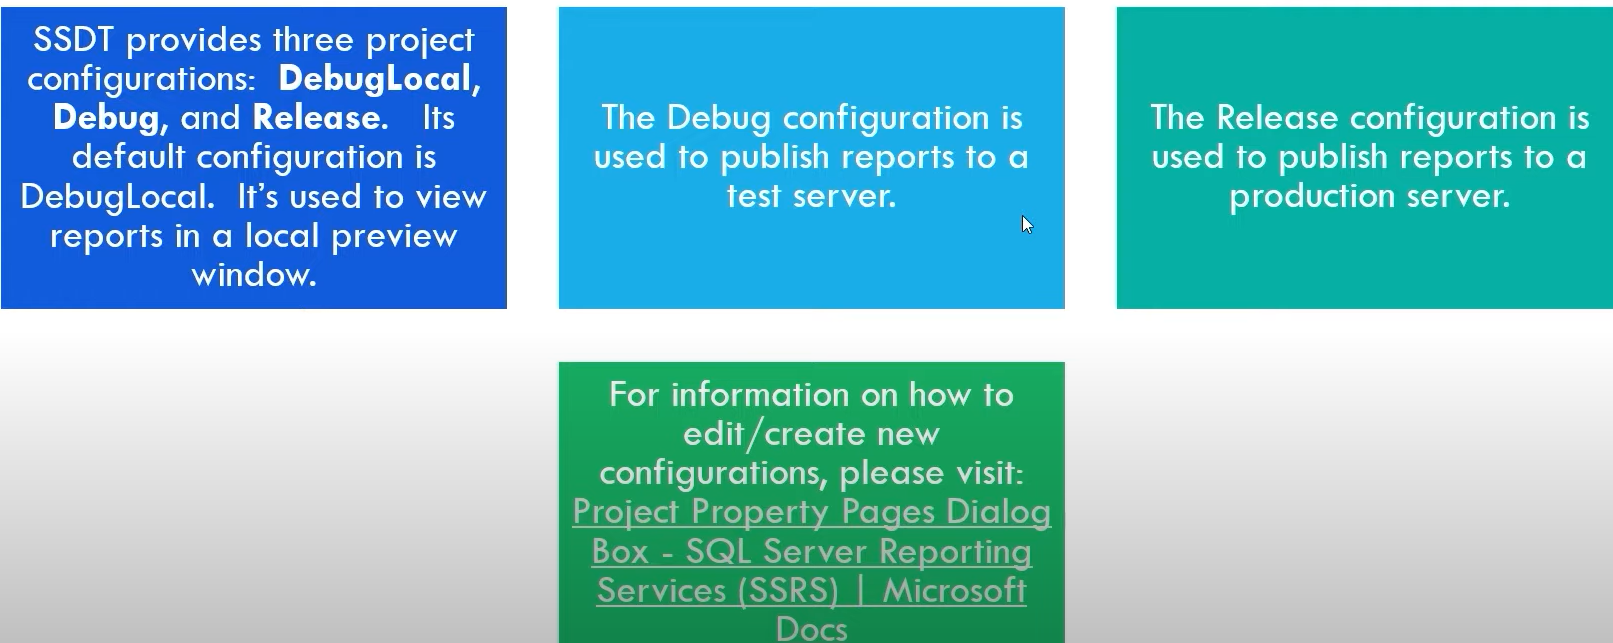 SSDT provides three project
configurations:  DebugLocal,
Debug, and Release.   Its
default configuration is
DebugLocal.  It’s used to view
reports in a local preview
window.
The Debug configuration is
used to publish reports to a
test server.
The Release configuration is
used to publish reports to a
production server.
For information on how to
edit/create new
configurations, please visit:
Project Property Pages Dialog
Box - SQL Server Reporting
Services (SSRS) | Microsoft
Docs